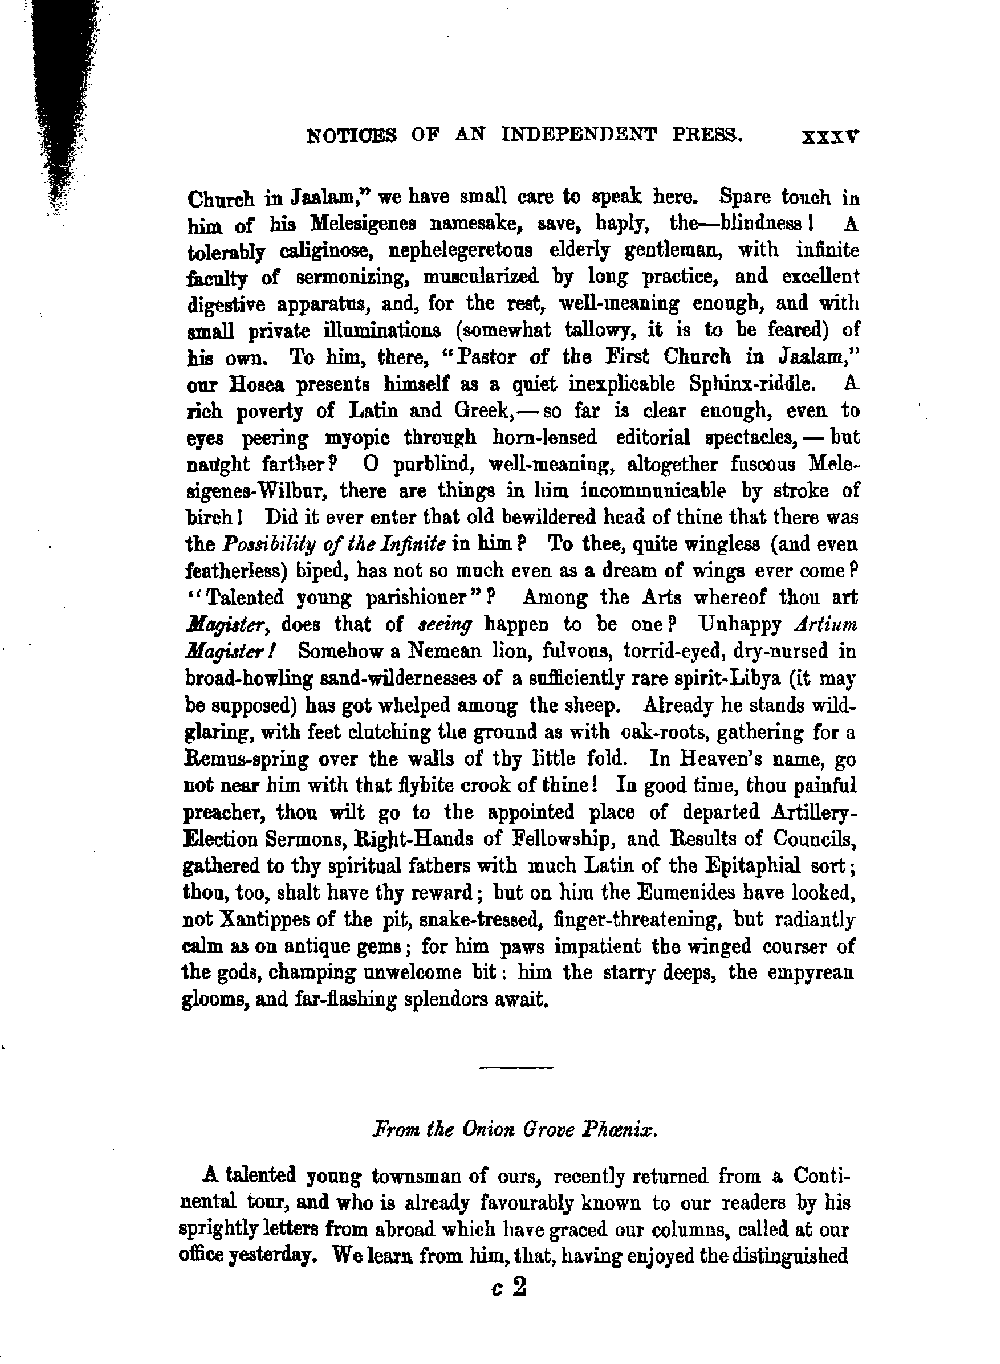 NOTICES OF AN INDEPENDENT PRESS. XXXV
Church in Jaalam," we have small care to speak here. Spare touch in
him of his Melesigenes namesake, save, haply, the—blindness! A
tolerably caliginose, nephelegeretous elderly gentleman, with infinite
faculty of sermonizing, muscularized by long practice, and excellent
digestive apparatus, and, for the rest, well-meaning enough, and with
small private illuminations (somewhat tallowy, it is to be feared) of
his own. To him, there, "Pastor of the First Church in Jaalam,"
our Hosea presents himself as a quiet inexplicable Sphinx-riddle. A
rich poverty of Latin and Greek,—so far is clear enough, even to
eyes peering myopic through horn-lensed editorial spectacles,—but
naught farther? O purblind, well-meaning, altogether fuscous Mele-
sigenes-Wilbur, there are things in him incommunicable by stroke of
birch! Did it ever enter that old bewildered head of thine that there was
the Possibility of the Infinite in him? To thee, quite wingless (and even
featherless) biped, has not so much even as a dream of wings ever come?
"Talented young parishioner"? Among the Arts whereof thou art
Magister, does that of seeing happen to be one? Unhappy Artium
Magister! Somehow a Nemean lion, fulvous, torrid-eyed, dry-nursed in
broad-howling sand-wildernesses of a sufficiently rare spirit-Libya (it may
be supposed) has got whelped among the sheep. Already he stands wild-
glaring, with feet clutching the ground as with oak-roots, gathering for a
Remus-spring over the walls of thy little fold. In Heaven's name, go
not near him with that flybite crook of thine! In good time, thou painful
preacher, thou wilt go to the appointed place of departed Artillery-
Election Sermons, Right-Hands of Fellowship, and Results of Councils,
gathered to thy spiritual fathers with much Latin of the Epitaphial sort;
thou, too, shalt have thy reward; but on him the Eumenides have looked,
not Xantippes of the pit, snake-tressed, finger-threatening, but radiantly
calm as on antique gems; for him paws impatient the winged courser of
the gods, champing unwelcome bit: him the starry deeps, the empyrean
glooms, and far-flashing splendors await.
From the Onion Grove Phœnix.
A talented young townsman of ours, recently returned from a Conti-
nental tour, and who is already favourably known to our readers by his
sprightly letters from abroad which have graced our columns, called at our
office yesterday. We learn from him, that, having enjoyed the distinguished
c 2